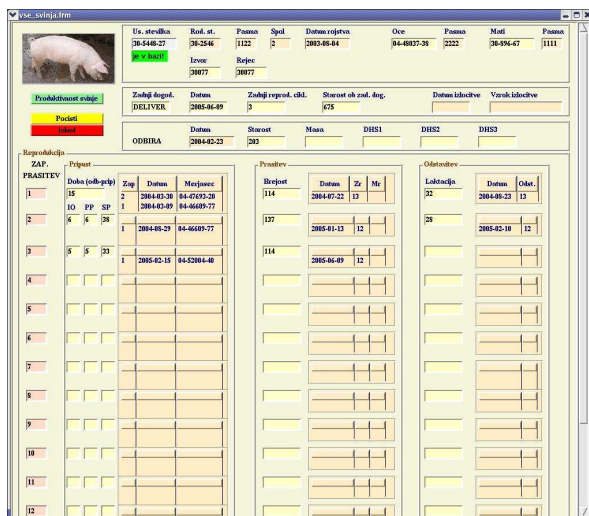 vse_svinja.frm
Us. stevilka Rod. st. Pasma Spol Datum rojstva Oce Pasma Mati Pasma
30-5448-27 30-2546 1122 2 2003-08-04 04-48037-38 2222 30-896-67 1111
je v bazi!
Izvor Rejec
30077 30077
Produktivnost svinje
Zadnji dogod. Datum Zadnji reprod. cikl. Starost ob zad. dog. Datum izlocitve Vzrok izlocitve
DELIVER 2005-06-09 3 675
Pocisti
Izhod
Datum Starost Masa DHS1 DHS2 DHS3
ODBIRA 2004-02-23 203
Reprodukcija
ZAP. PRASITEV
Pripust Prasitev Odstavitev
Doba (odb-prip) Zap Datum Merjasec Brejost Datum Zr Mr Laktacija Datum Odst.
1 15 2 2004-03-30 04-47693-20 114 2004-07-22 13 32 2004-08-23 13
IO PP SP 1 2004-03-09 04-46609-77
2 6 6 38 1 2004-08-29 04-46609-77 137 2005-01-13 12 28 2005-02-10 12
3 5 5 33 1 2005-02-15 04-52004-40 114 2005-06-09 12
4
5
6
7
8
9
10
11
12